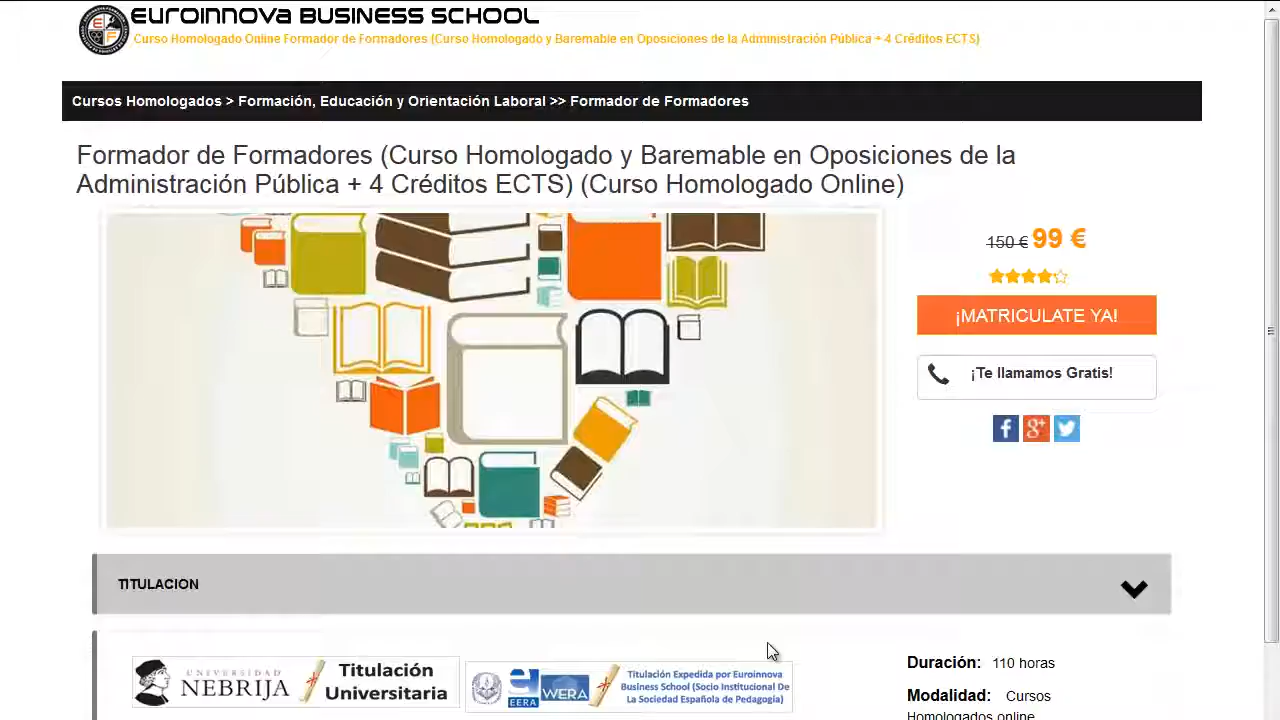 EUROINNOVA BUSINESS SCHOOL
Curso Homologado Online Formador de Formadores (Curso Homologado y Baremable en Oposiciones de la Administración Pública + 4 Créditos ECTS)
Cursos Homologados > Formación, Educación y Orientación Laboral >> Formador de Formadores
Formador de Formadores (Curso Homologado y Baremable en Oposiciones de la
Administración Pública + 4 Créditos ECTS) (Curso Homologado Online)
150 € 99 €
¡MATRICULATE YA!
¡Te llamamos Gratis!
TITULACION
UNIVERSIDAD
NEBRIJA
Titulación
Universitaria
EERA
WERA
Titulación Expedida por Euroinnova
Business School (Socio Institucional De
La Sociedad Española de Pedagogía)
Duración: 110 horas
Modalidad: Cursos
Homologados online